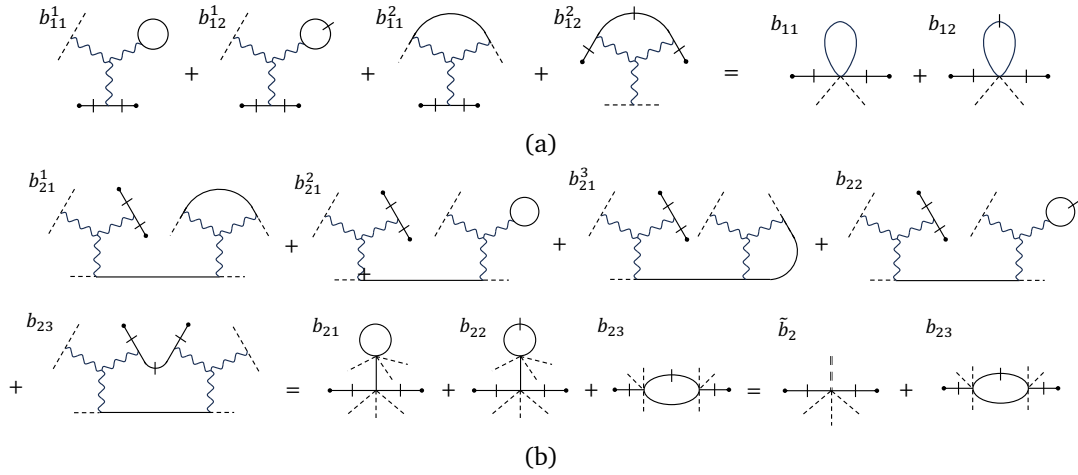 b¹₁₁ + b¹₁₂ + b²₁₁ + b²₁₂ = b₁₁ + b₁₂
(a)
b¹₂₁ + b²₂₁ + b³₂₁ + b₂₂
+ b₂₃ = b₂₁ + b₂₂ + b₂₃ = b̃₂ + b₂₃
(b)